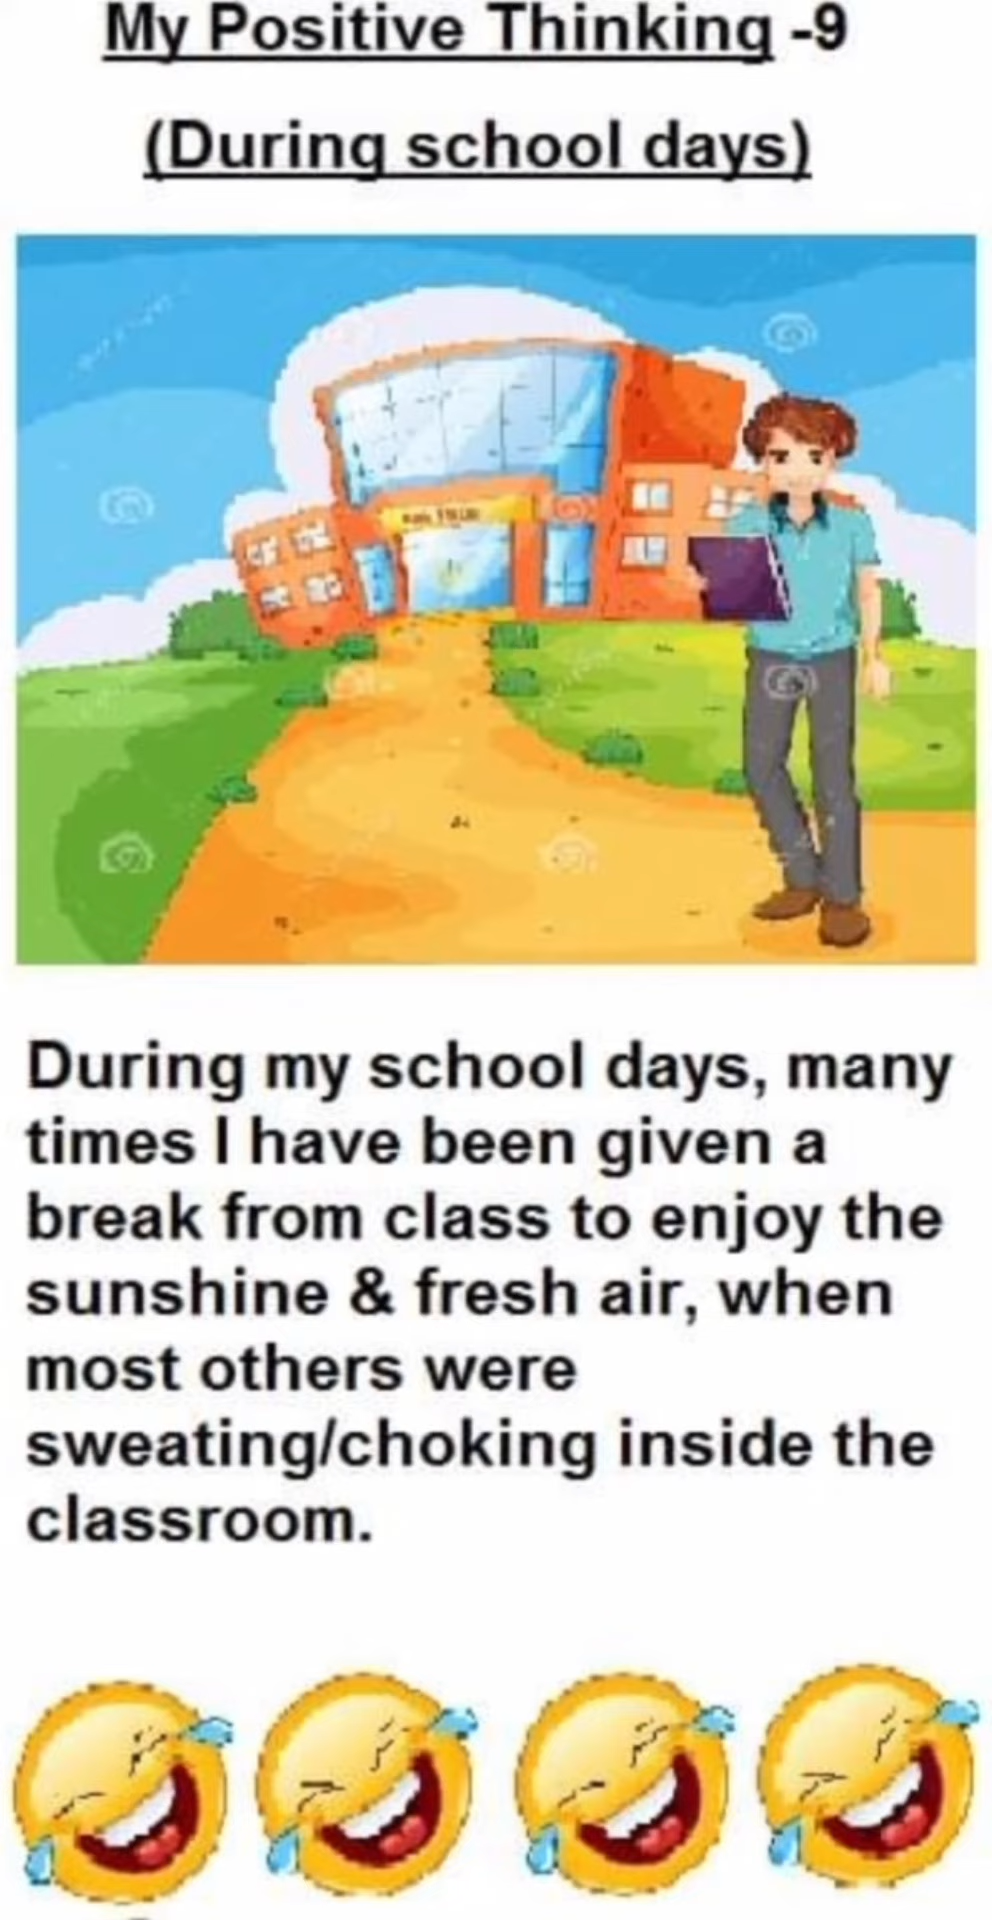 My Positive Thinking -9
(During school days)
During my school days, many
times I have been given a
break from class to enjoy the
sunshine & fresh air, when
most others were
sweating/choking inside the
classroom.